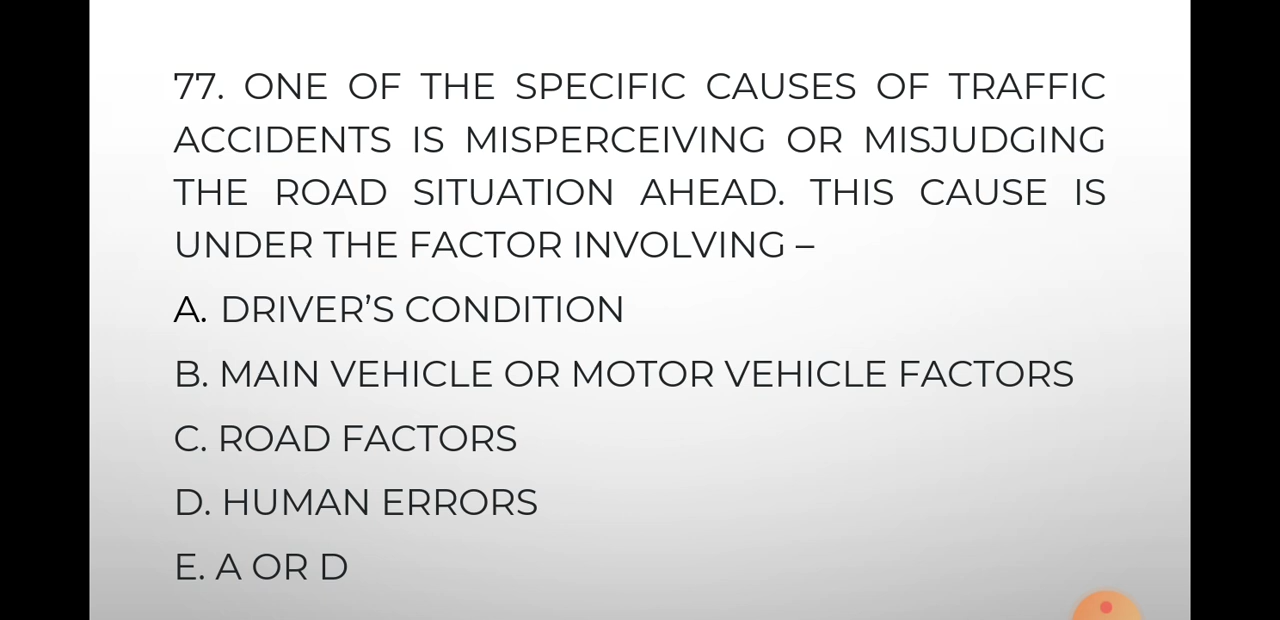 77. ONE OF THE SPECIFIC CAUSES OF TRAFFIC
ACCIDENTS IS MISPERCEIVING OR MISJUDGING
THE ROAD SITUATION AHEAD. THIS CAUSE IS
UNDER THE FACTOR INVOLVING –
A. DRIVER'S CONDITION
B. MAIN VEHICLE OR MOTOR VEHICLE FACTORS
C. ROAD FACTORS
D. HUMAN ERRORS
E. A OR D